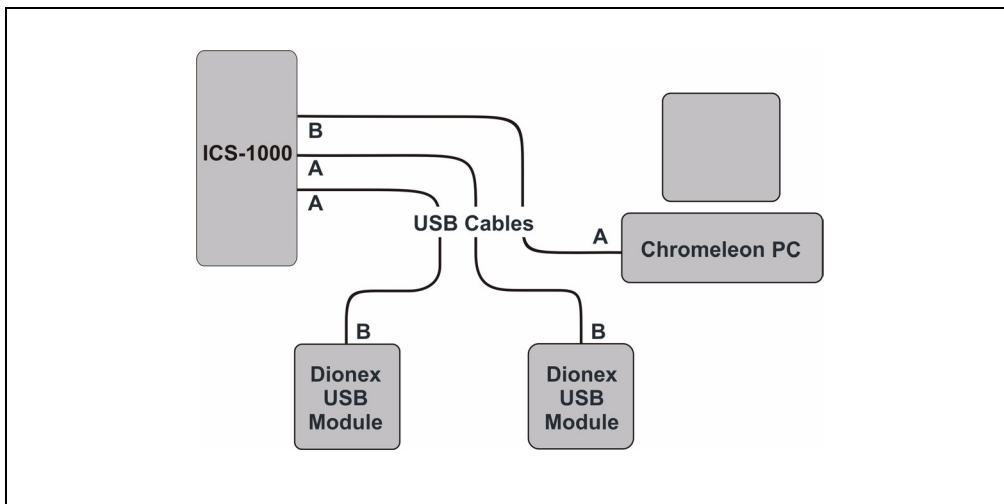 ICS-1000
B
A
A
USB Cables
A
Chromeleon PC
B
B
Dionex
USB
Module
Dionex
USB
Module